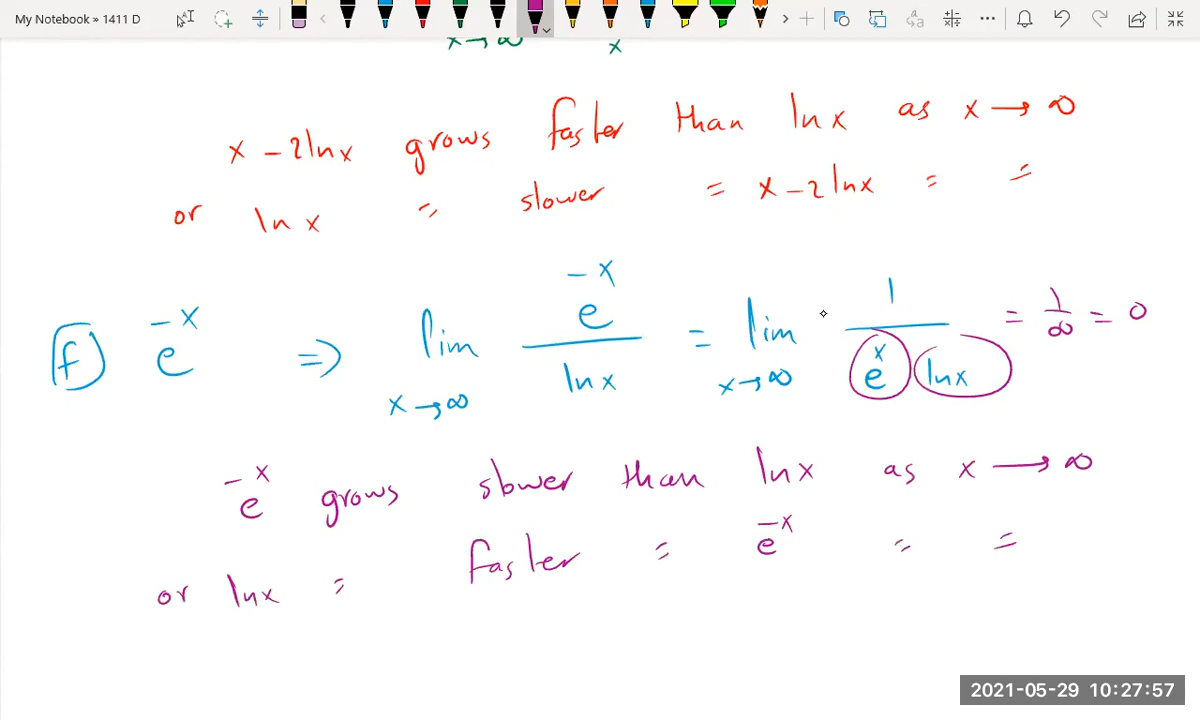 My Notebook » 1411 D
x → ∞ x
x - 2lnx grows faster than lnx as x → ∞
or ln x = slower = x - 2lnx = =
(f) e^-x => lim x→∞ e^-x / lnx = lim x→∞ 1 / e^x lnx = 1/∞ = 0
e^-x grows slower than lnx as x → ∞
or lnx = faster = e^-x = =
2021-05-29 10:27:57